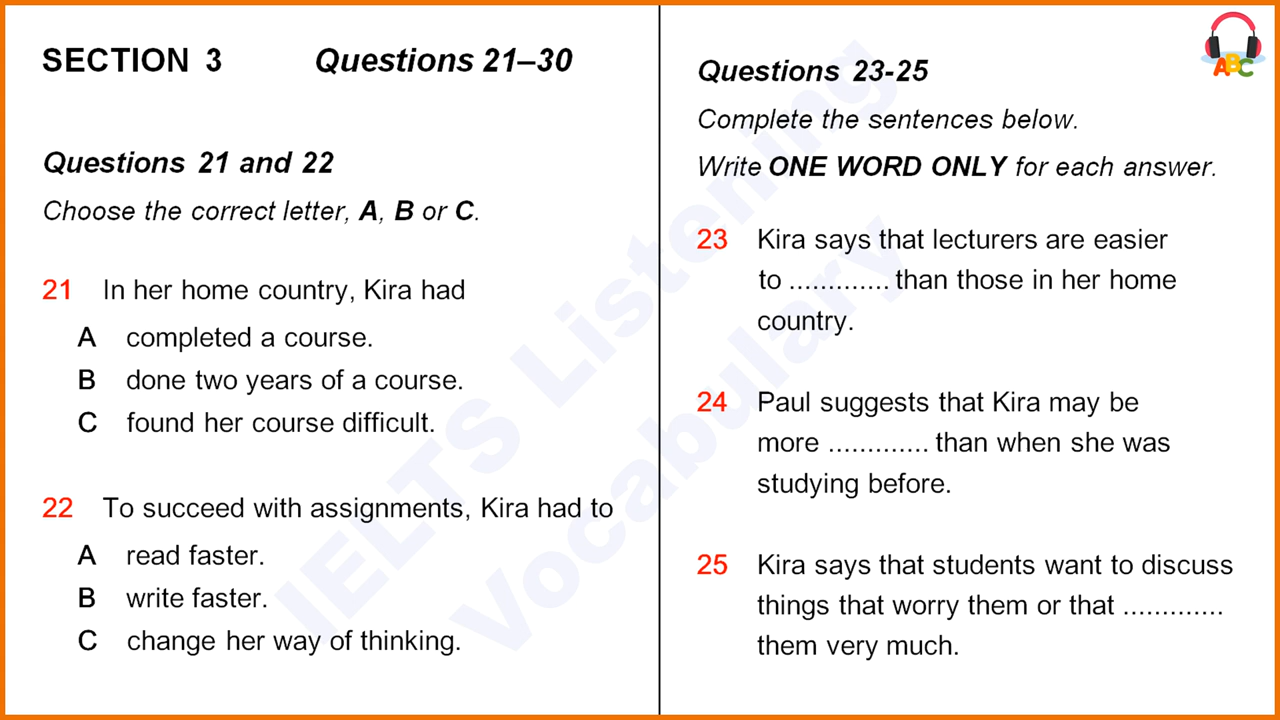 SECTION 3 Questions 21–30
Questions 21 and 22
Choose the correct letter, A, B or C.
21 In her home country, Kira had
A completed a course.
B done two years of a course.
C found her course difficult.
22 To succeed with assignments, Kira had to
A read faster.
B write faster.
C change her way of thinking.
ABC
Questions 23-25
Complete the sentences below.
Write ONE WORD ONLY for each answer.
23 Kira says that lecturers are easier
to ............. than those in her home
country.
24 Paul suggests that Kira may be
more ............. than when she was
studying before.
25 Kira says that students want to discuss
things that worry them or that .............
them very much.
IELTS Listening
Vocabulary